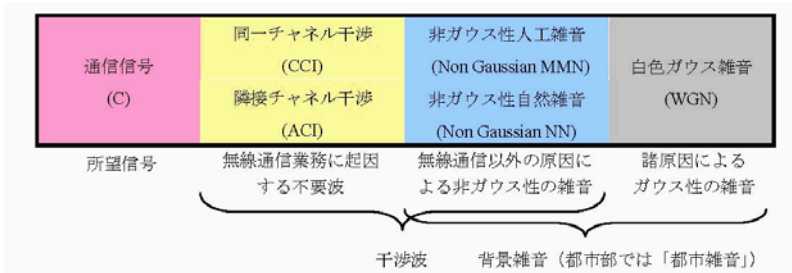 通信信号
(C)
同一チャネル干渉
(CCI)
隣接チャネル干渉
(ACI)
非ガウス性人工雑音
(Non Gaussian MMN)
非ガウス性自然雑音
(Non Gaussian NN)
白色ガウス雑音
(WGN)
所望信号
無線通信業務に起因
する不要波
無線通信以外の原因に
よる非ガウス性の雑音
諸原因による
ガウス性の雑音
干渉波
背景雑音（都市部では「都市雑音」）